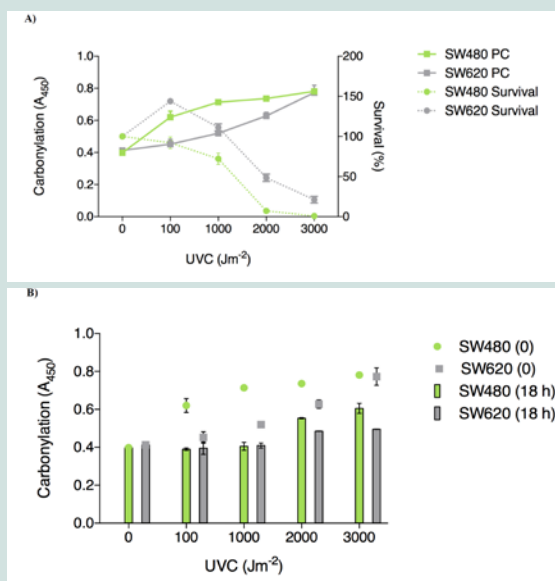 A)
SW480 PC
SW620 PC
SW480 Survival
SW620 Survival
Carbonylation (A450)
1.0
0.8
0.6
0.4
0.2
0.0
200
150
100
50
0
Survival (%)
0 100 1000 2000 3000
UVC (Jm-2)
B)
SW480 (0)
SW620 (0)
SW480 (18 h)
SW620 (18 h)
Carbonylation (A450)
1.0
0.8
0.6
0.4
0.2
0.0
0 100 1000 2000 3000
UVC (Jm-2)